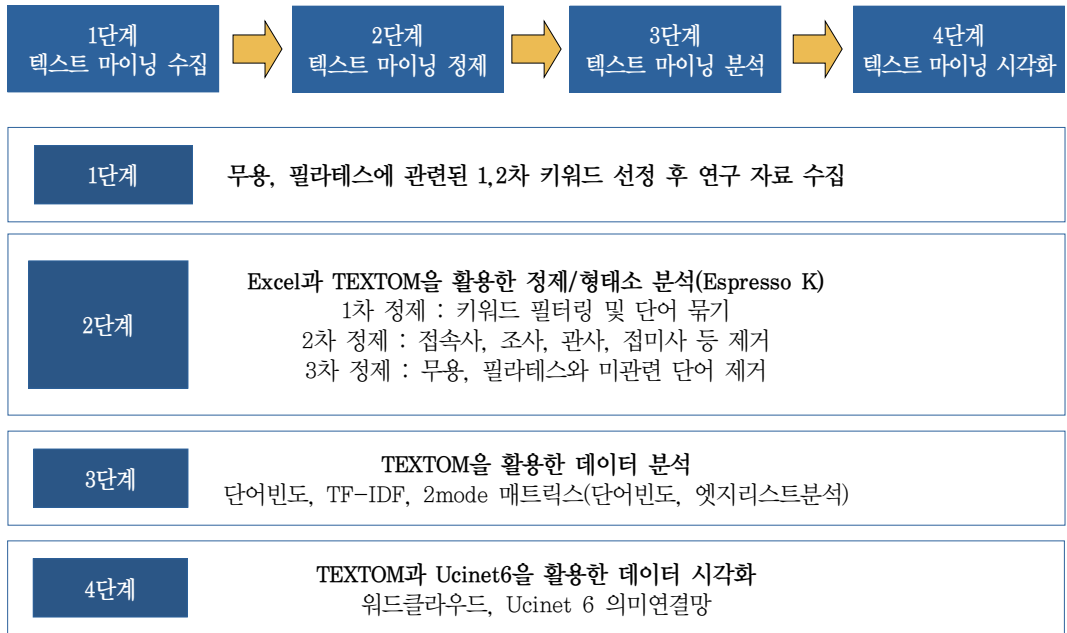 1단계
텍스트 마이닝 수집
2단계
텍스트 마이닝 정제
3단계
텍스트 마이닝 분석
4단계
텍스트 마이닝 시각화
1단계
무용, 필라테스에 관련된 1,2차 키워드 선정 후 연구 자료 수집
2단계
Excel과 TEXTOM을 활용한 정제/형태소 분석(Espresso K)
1차 정제 : 키워드 필터링 및 단어 묶기
2차 정제 : 접속사, 조사, 관사, 접미사 등 제거
3차 정제 : 무용, 필라테스와 미관련 단어 제거
3단계
TEXTOM을 활용한 데이터 분석
단어빈도, TF-IDF, 2mode 매트릭스(단어빈도, 엣지리스트분석)
4단계
TEXTOM과 Ucinet6을 활용한 데이터 시각화
워드클라우드, Ucinet 6 의미연결망